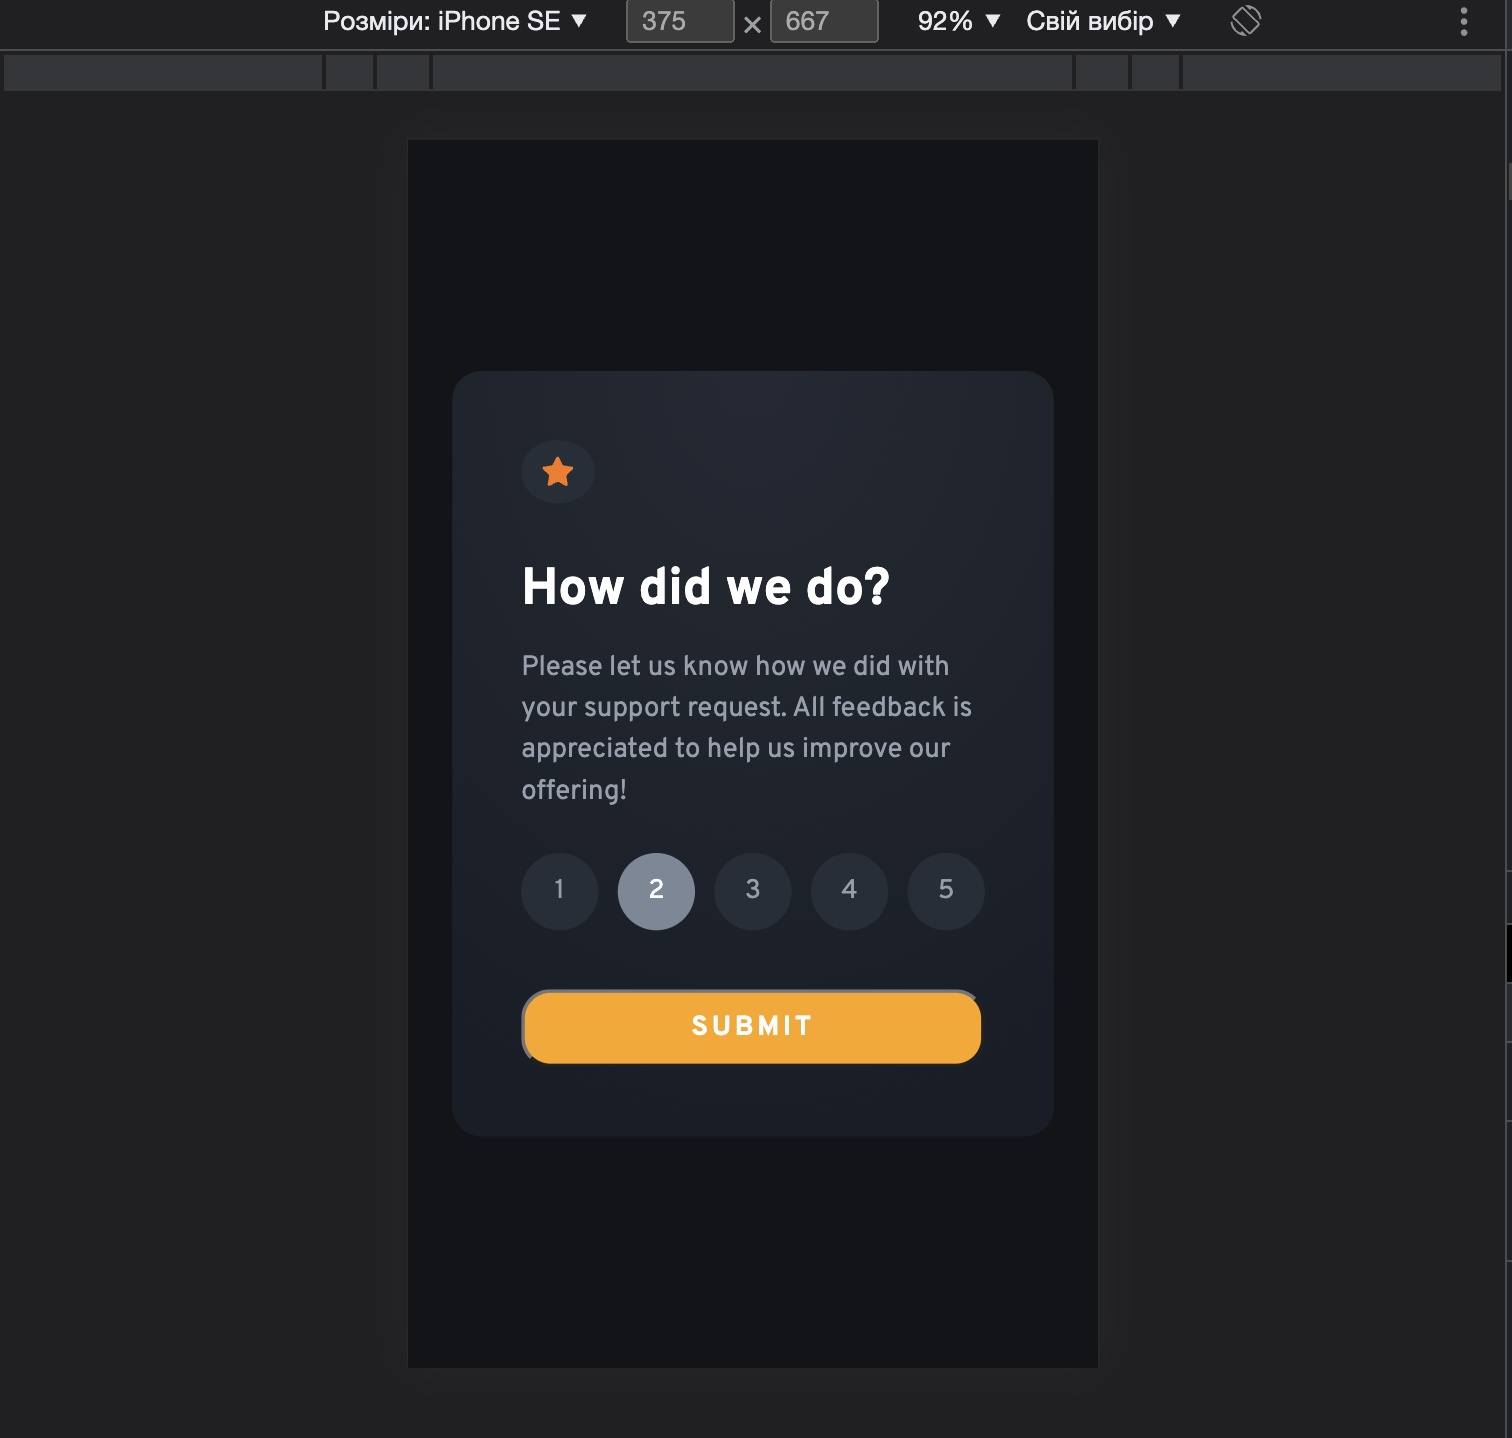 Розміри: iPhone SE ▼ 375 × 667 92% ▼ Свій вибір ▼
How did we do?
Please let us know how we did with
your support request. All feedback is
appreciated to help us improve our
offering!
1 2 3 4 5
SUBMIT